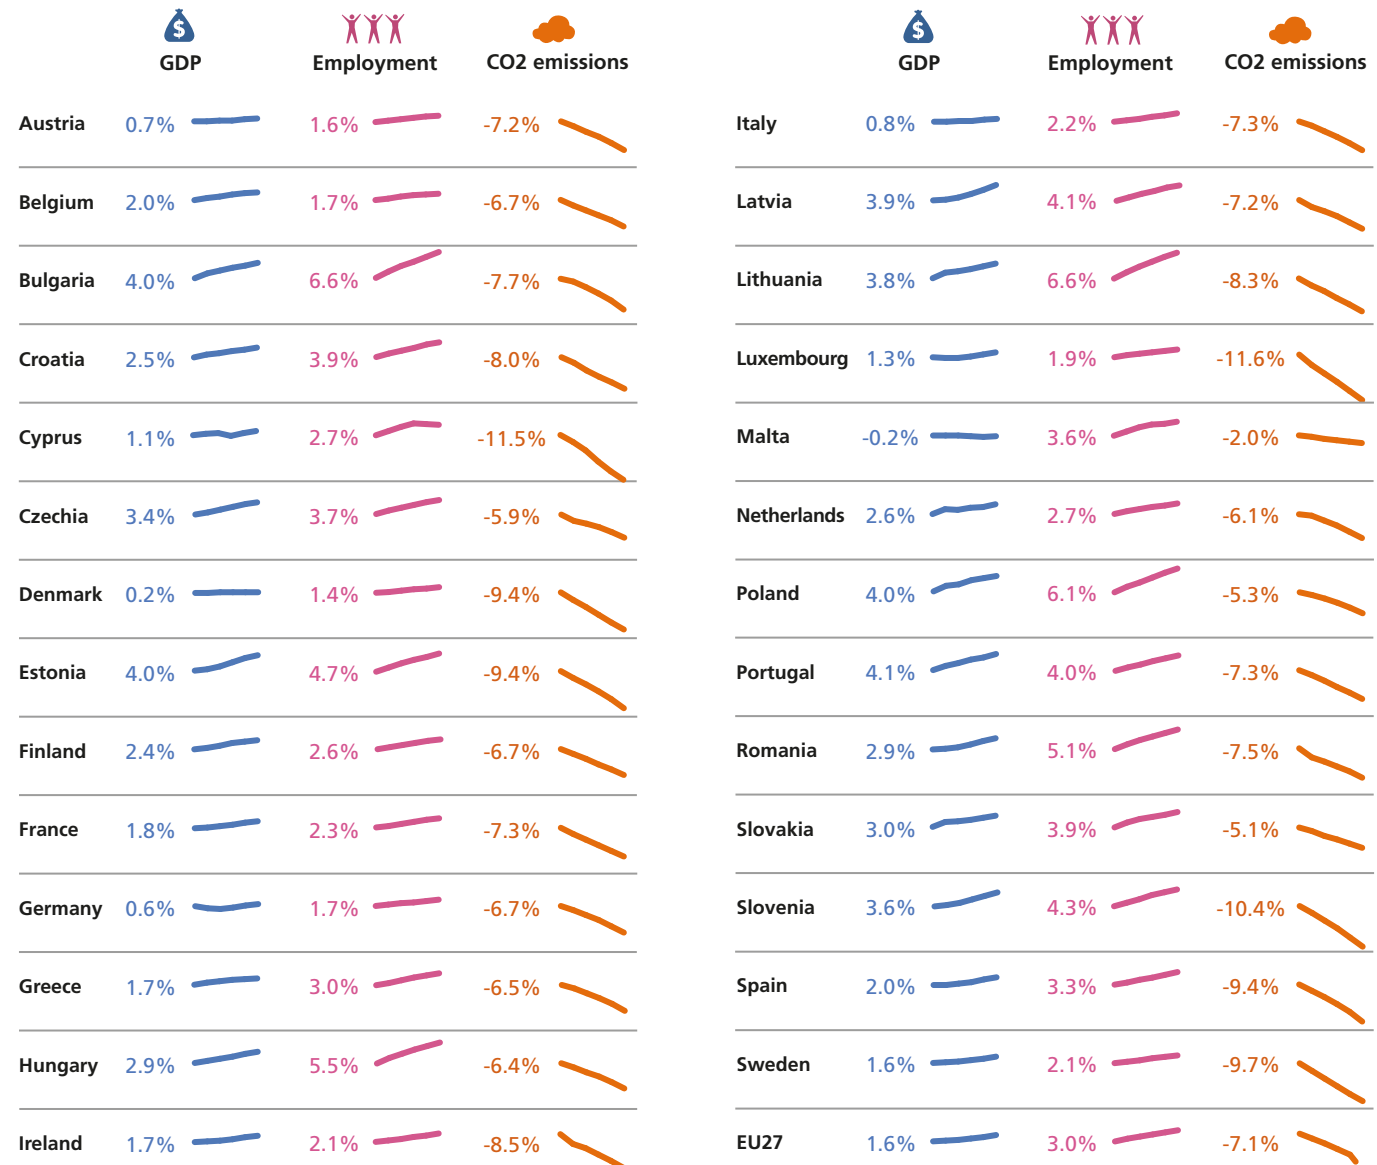 GDP Employment CO2 emissions
Austria 0.7% 1.6% -7.2%
Belgium 2.0% 1.7% -6.7%
Bulgaria 4.0% 6.6% -7.7%
Croatia 2.5% 3.9% -8.0%
Cyprus 1.1% 2.7% -11.5%
Czechia 3.4% 3.7% -5.9%
Denmark 0.2% 1.4% -9.4%
Estonia 4.0% 4.7% -9.4%
Finland 2.4% 2.6% -6.7%
France 1.8% 2.3% -7.3%
Germany 0.6% 1.7% -6.7%
Greece 1.7% 3.0% -6.5%
Hungary 2.9% 5.5% -6.4%
Ireland 1.7% 2.1% -8.5%
GDP Employment CO2 emissions
Italy 0.8% 2.2% -7.3%
Latvia 3.9% 4.1% -7.2%
Lithuania 3.8% 6.6% -8.3%
Luxembourg 1.3% 1.9% -11.6%
Malta -0.2% 3.6% -2.0%
Netherlands 2.6% 2.7% -6.1%
Poland 4.0% 6.1% -5.3%
Portugal 4.1% 4.0% -7.3%
Romania 2.9% 5.1% -7.5%
Slovakia 3.0% 3.9% -5.1%
Slovenia 3.6% 4.3% -10.4%
Spain 2.0% 3.3% -9.4%
Sweden 1.6% 2.1% -9.7%
EU27 1.6% 3.0% -7.1%